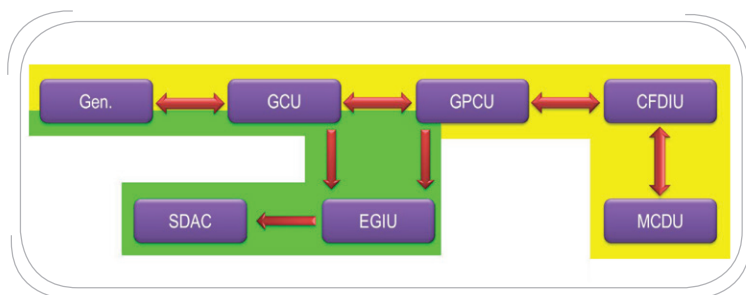 Gen.
GCU
GPCU
CFDIU
SDAC
EGIU
MCDU